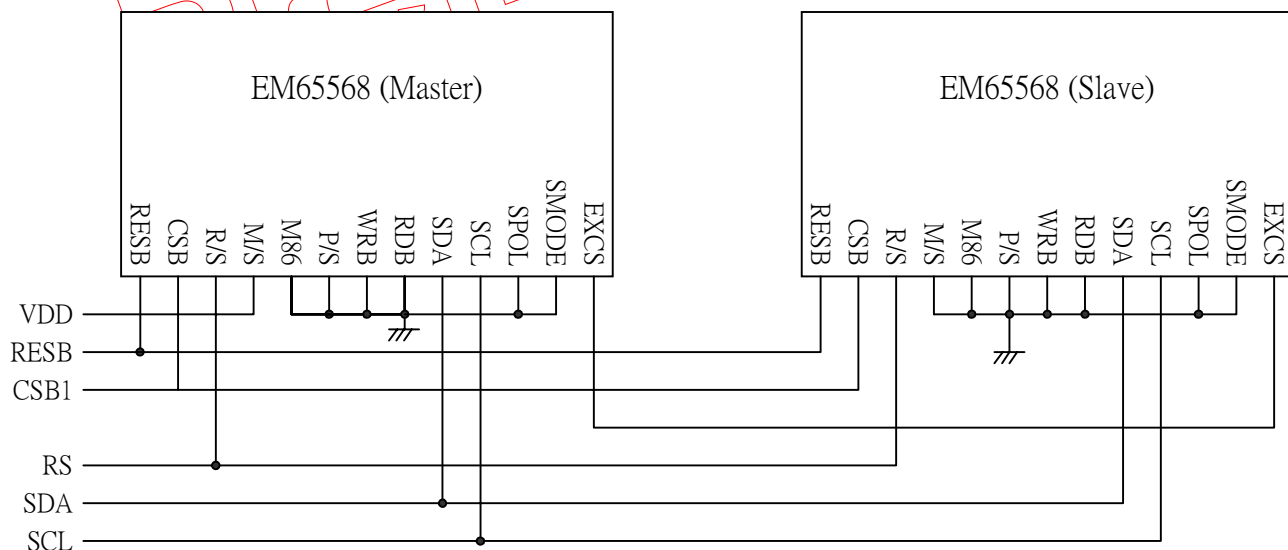 EM65568 (Master)
EM65568 (Slave)
RESB
CSB
R/S
M/S
M86
P/S
WRB
RDB
SDA
SCL
SPOL
SMODE
EXCS
RESB
CSB
R/S
M/S
M86
P/S
WRB
RDB
SDA
SCL
SPOL
SMODE
EXCS
VDD
RESB
CSB1
RS
SDA
SCL